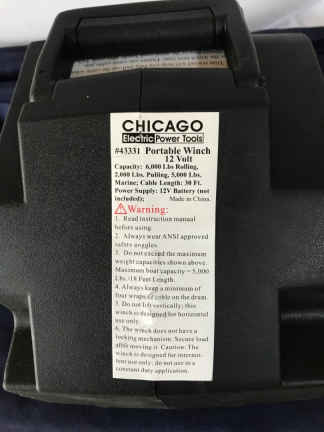 CHICAGO
Electric Power Tools
#43331 Portable Winch
12 Volt
Capacity: 6,000 Lbs Rolling,
2,000 Lbs. Pulling, 5,000 Lbs.
Marine; Cable Length: 30 Ft.
Power Supply: 12V Battery (not
included); Made in China.
Warning:
1. Read instruction manual
before using.
2. Always wear ANSI approved
safety goggles.
3. Do not exceed the maximum
weight capacities shown above.
Maximum boat capacity = 5,000
Lbs./18 Foot Length.
4. Always keep a minimum of
four wraps of cable on the drum.
5. Do not lift vertically; this
winch is designed for horizontal
use only.
6. The winch does not have a
locking mechanism. Secure load
after moving it. Caution: The
winch is designed for intermit-
tent use only; do not use in a
constant duty application.